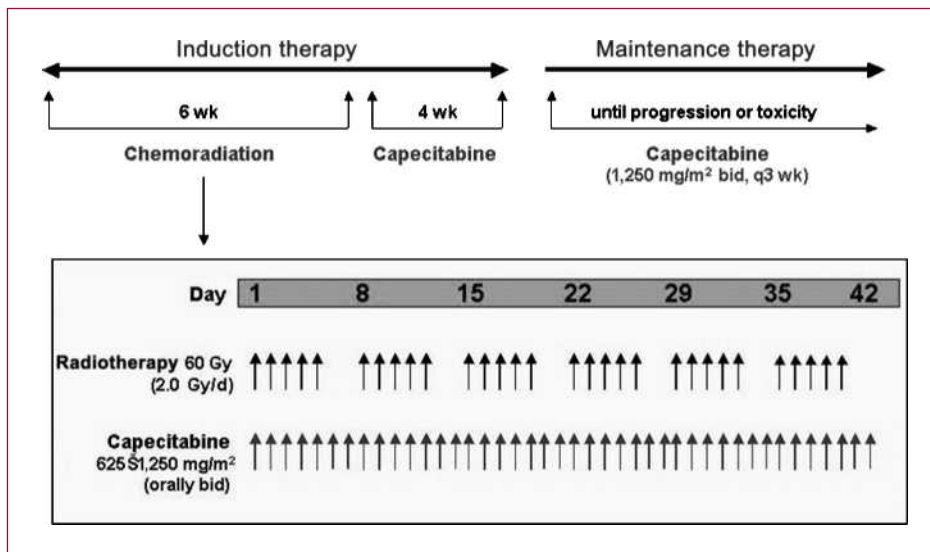 Induction therapy
Maintenance therapy
6 wk
4 wk
until progression or toxicity
Chemoradiation
Capecitabine
Capecitabine
(1,250 mg/m² bid, q3 wk)
Day 1 8 15 22 29 35 42
Radiotherapy 60 Gy
(2.0 Gy/d)
Capecitabine
625Š1,250 mg/m²
(orally bid)